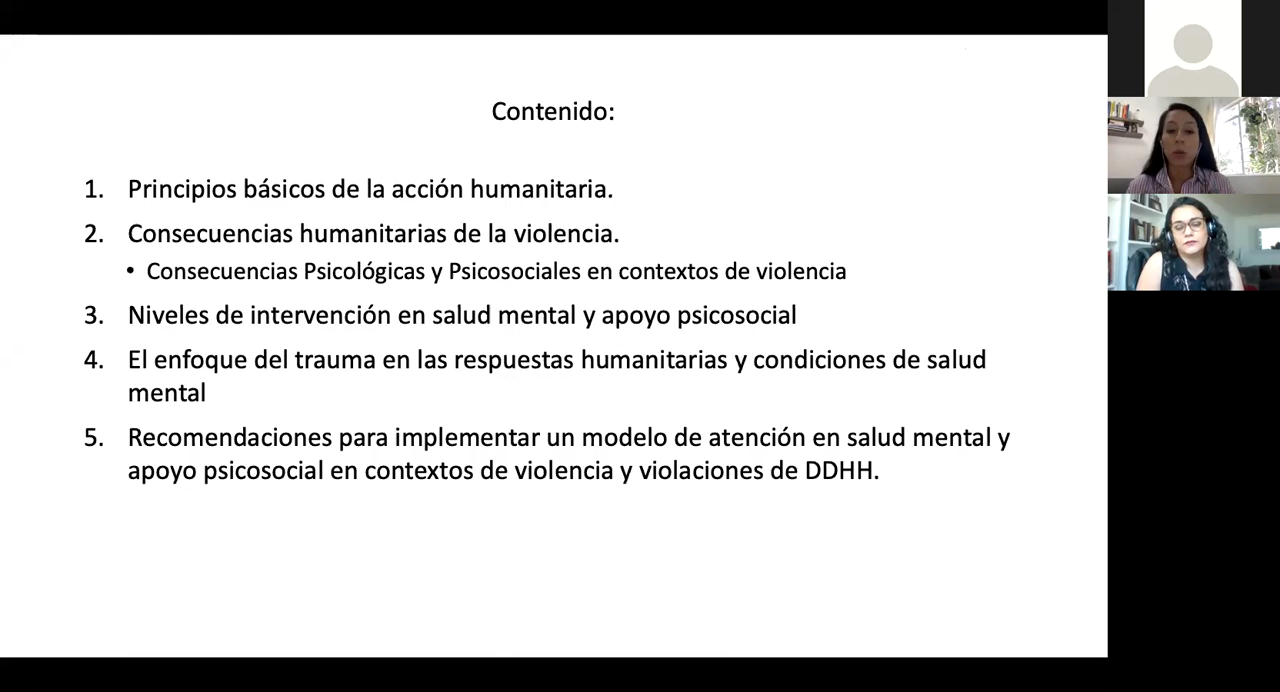 Contenido:
1. Principios básicos de la acción humanitaria.
2. Consecuencias humanitarias de la violencia.
• Consecuencias Psicológicas y Psicosociales en contextos de violencia
3. Niveles de intervención en salud mental y apoyo psicosocial
4. El enfoque del trauma en las respuestas humanitarias y condiciones de salud
mental
5. Recomendaciones para implementar un modelo de atención en salud mental y
apoyo psicosocial en contextos de violencia y violaciones de DDHH.